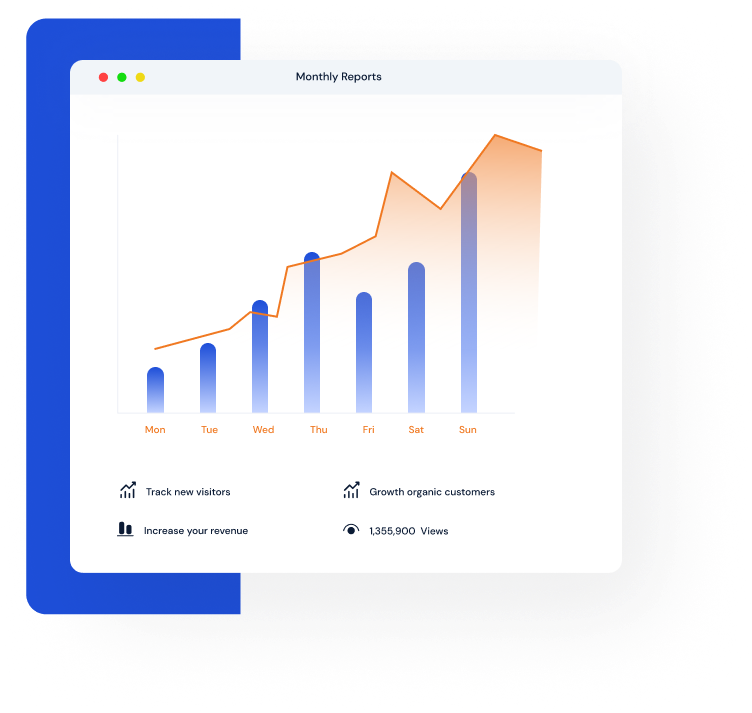 Monthly Reports
Mon Tue Wed Thu Fri Sat Sun
Track new visitors
Growth organic customers
Increase your revenue
1,355,900 Views